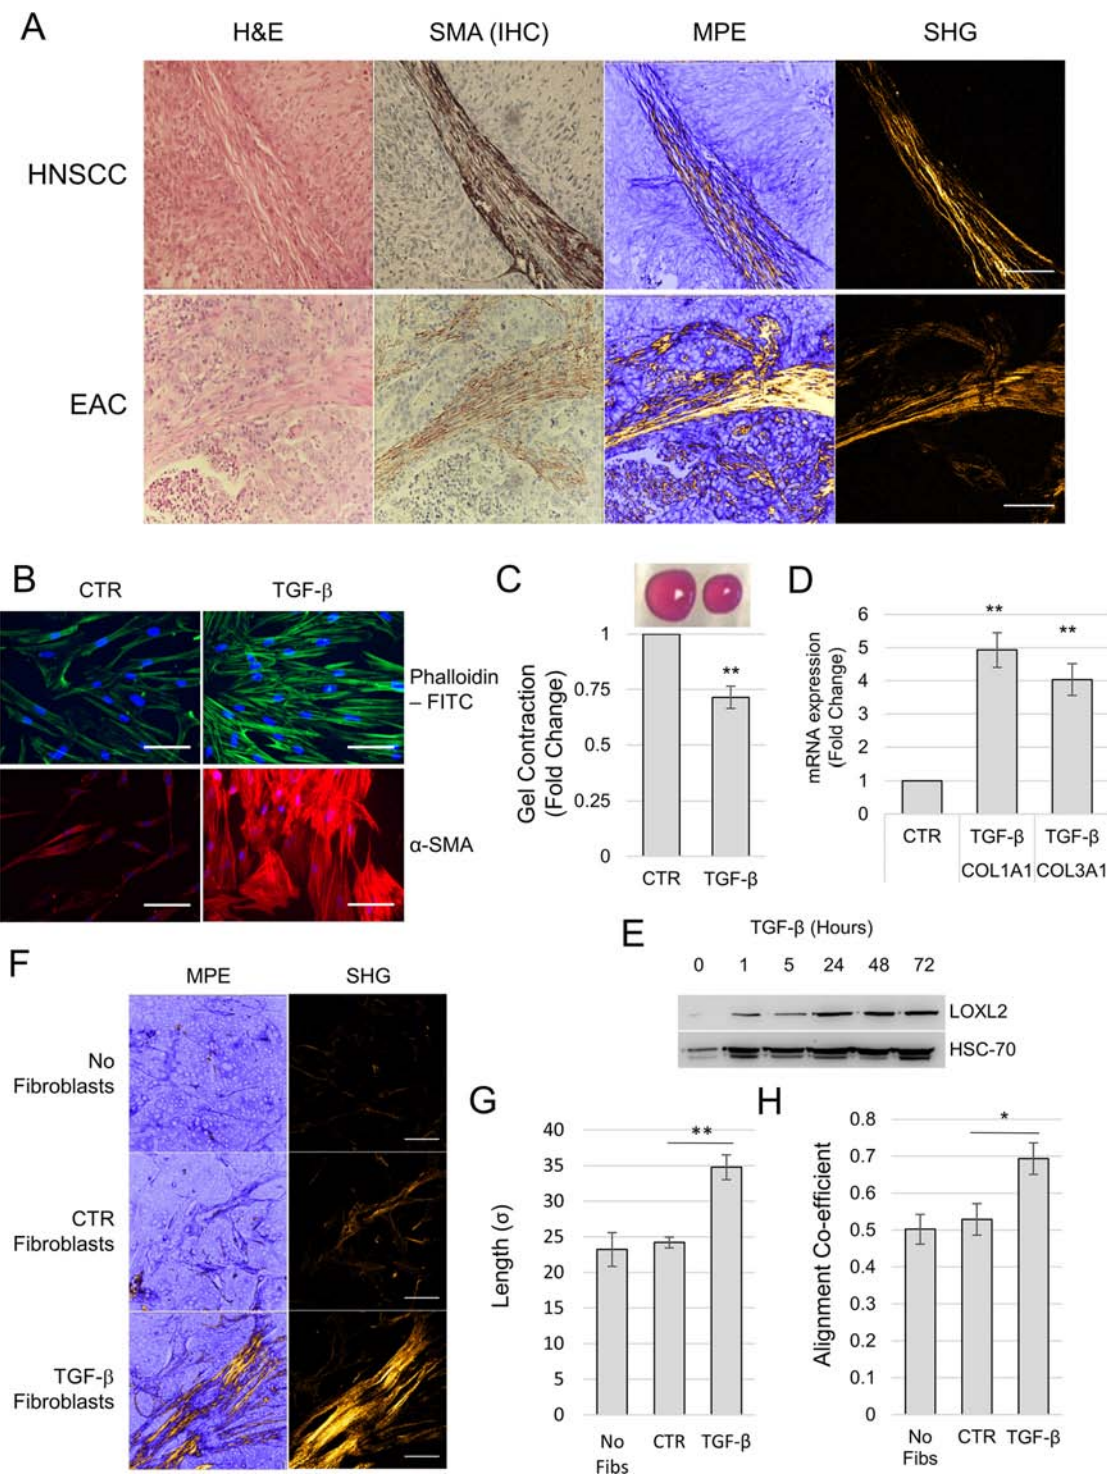 A
H&E SMA (IHC) MPE SHG
HNSCC
EAC
B
CTR TGF-β
Phalloidin
– FITC
α-SMA
C
Gel Contraction
(Fold Change)
1
**
0.75
0.5
0.25
0
CTR TGF-β
D
mRNA expression
(Fold Change)
6
5
4
3
2
1
0
**
**
CTR TGF-β TGF-β
COL1A1 COL3A1
E
TGF-β (Hours)
0 1 5 24 48 72
LOXL2
HSC-70
F
MPE SHG
No
Fibroblasts
CTR
Fibroblasts
TGF-β
Fibroblasts
G
Length (σ)
40
35
30
25
20
15
10
5
0
**
No
Fibs
CTR TGF-β
H
Alignment Co-efficient
0.8
0.7
0.6
0.5
0.4
0.3
0.2
0.1
0
*
No
Fibs
CTR TGF-β